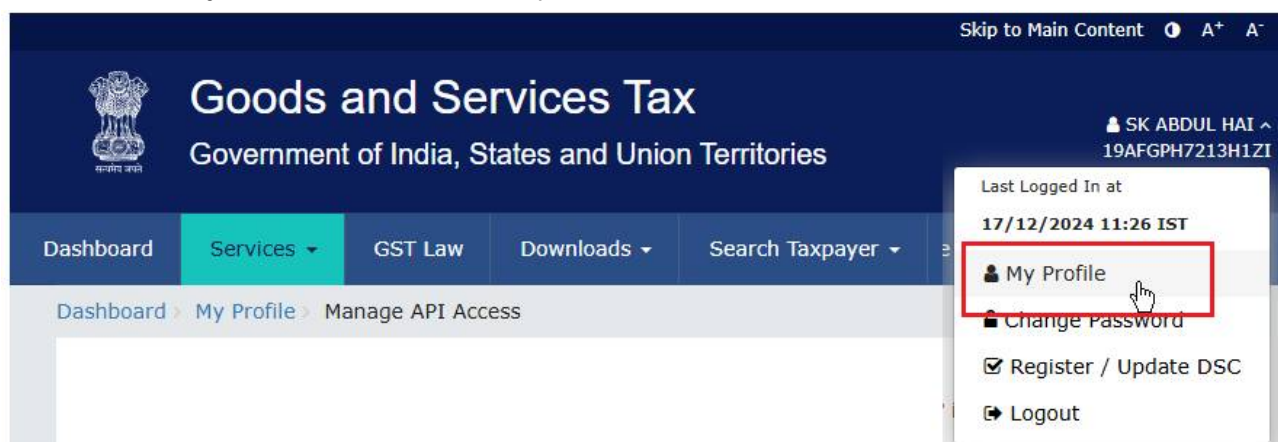 Skip to Main Content A+ A-
Goods and Services Tax
Government of India, States and Union Territories
SK ABDUL HAI
19AFGPH7213H1ZI
Last Logged In at
17/12/2024 11:26 IST
Dashboard Services GST Law Downloads Search Taxpayer
My Profile
Dashboard > My Profile > Manage API Access
Change Password
Register / Update DSC
Logout